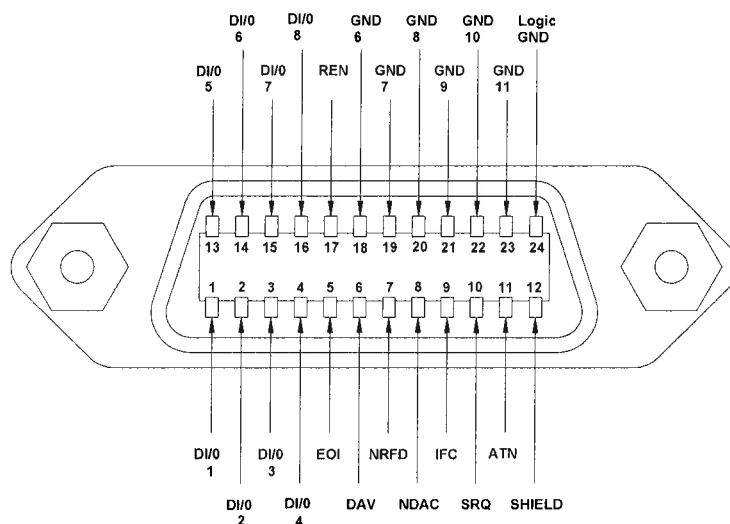 DI/0 DI/0 GND GND GND Logic
6 8 6 8 10 GND
DI/0 DI/0 REN GND GND GND
5 7 7 9 11
13 14 15 16 17 18 19 20 21 22 23 24
1 2 3 4 5 6 7 8 9 10 11 12
DI/0 DI/0 EOI NRFD IFC ATN
1 3
DI/0 DI/0 DAV NDAC SRQ SHIELD
2 4